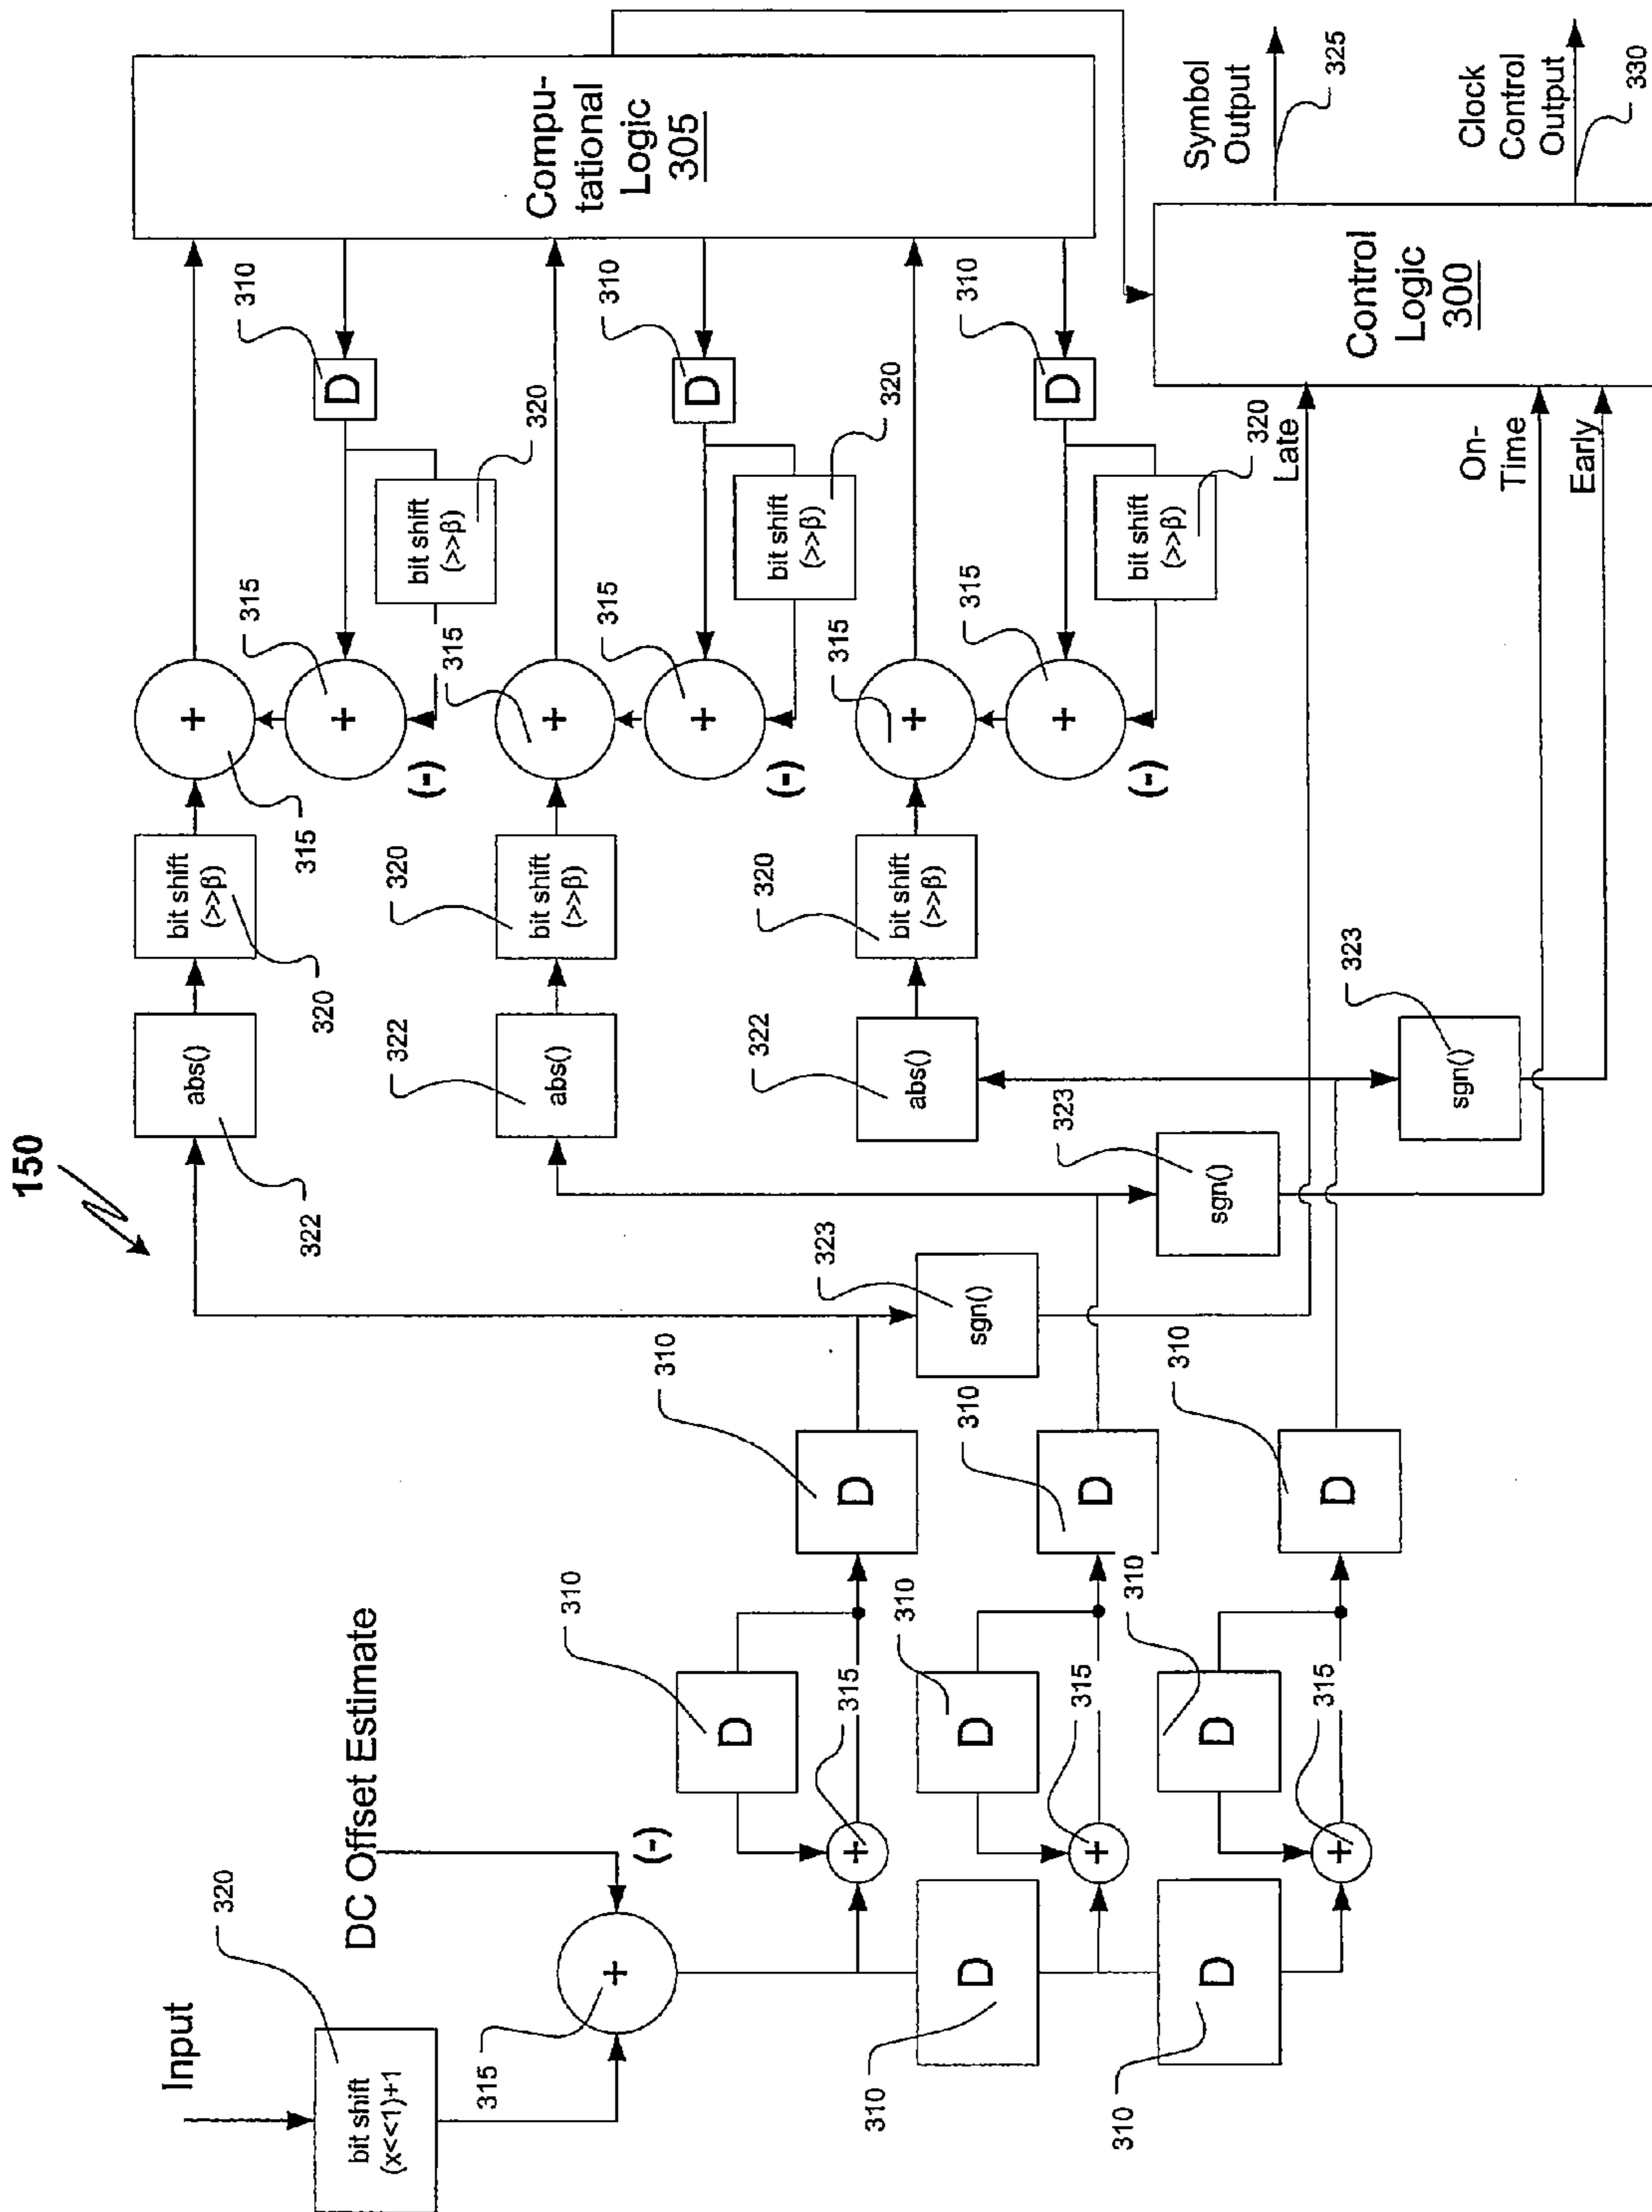 150
Input
bit shift
(x<<1)+1
320
DC Offset Estimate
(-)
+
315
D
310
D
310
D
310
+
315
D
310
+
315
D
310
+
315
D
310
D
310
D
310
sgn()
323
sgn()
323
sgn()
323
abs()
322
abs()
322
abs()
322
bit shift
(>>β)
320
bit shift
(>>β)
320
bit shift
(>>β)
320
+
315
+
315
(-)
+
315
+
315
(-)
+
315
+
315
(-)
bit shift
(>>β)
320
bit shift
(>>β)
320
bit shift
(>>β)
320
D
310
D
310
D
310
Compu-
tational
Logic
305
Late
On-
Time
Early
Control
Logic
300
Symbol
Output
325
Clock
Control
Output
330